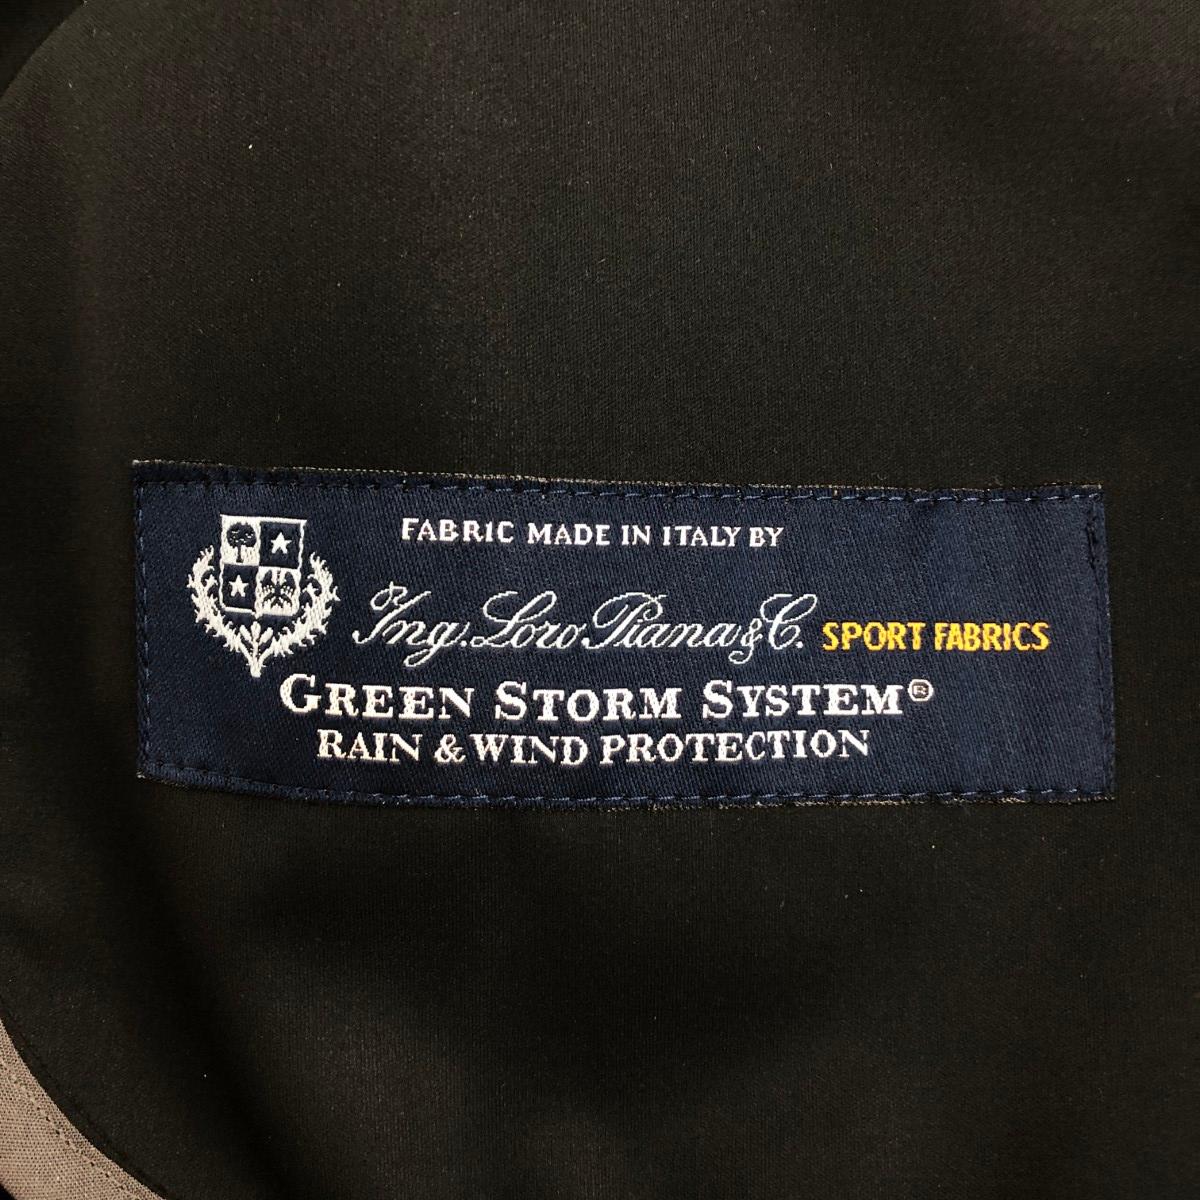 FABRIC MADE IN ITALY BY
Ing. Loro Piana & C. SPORT FABRICS
GREEN STORM SYSTEM®
RAIN & WIND PROTECTION